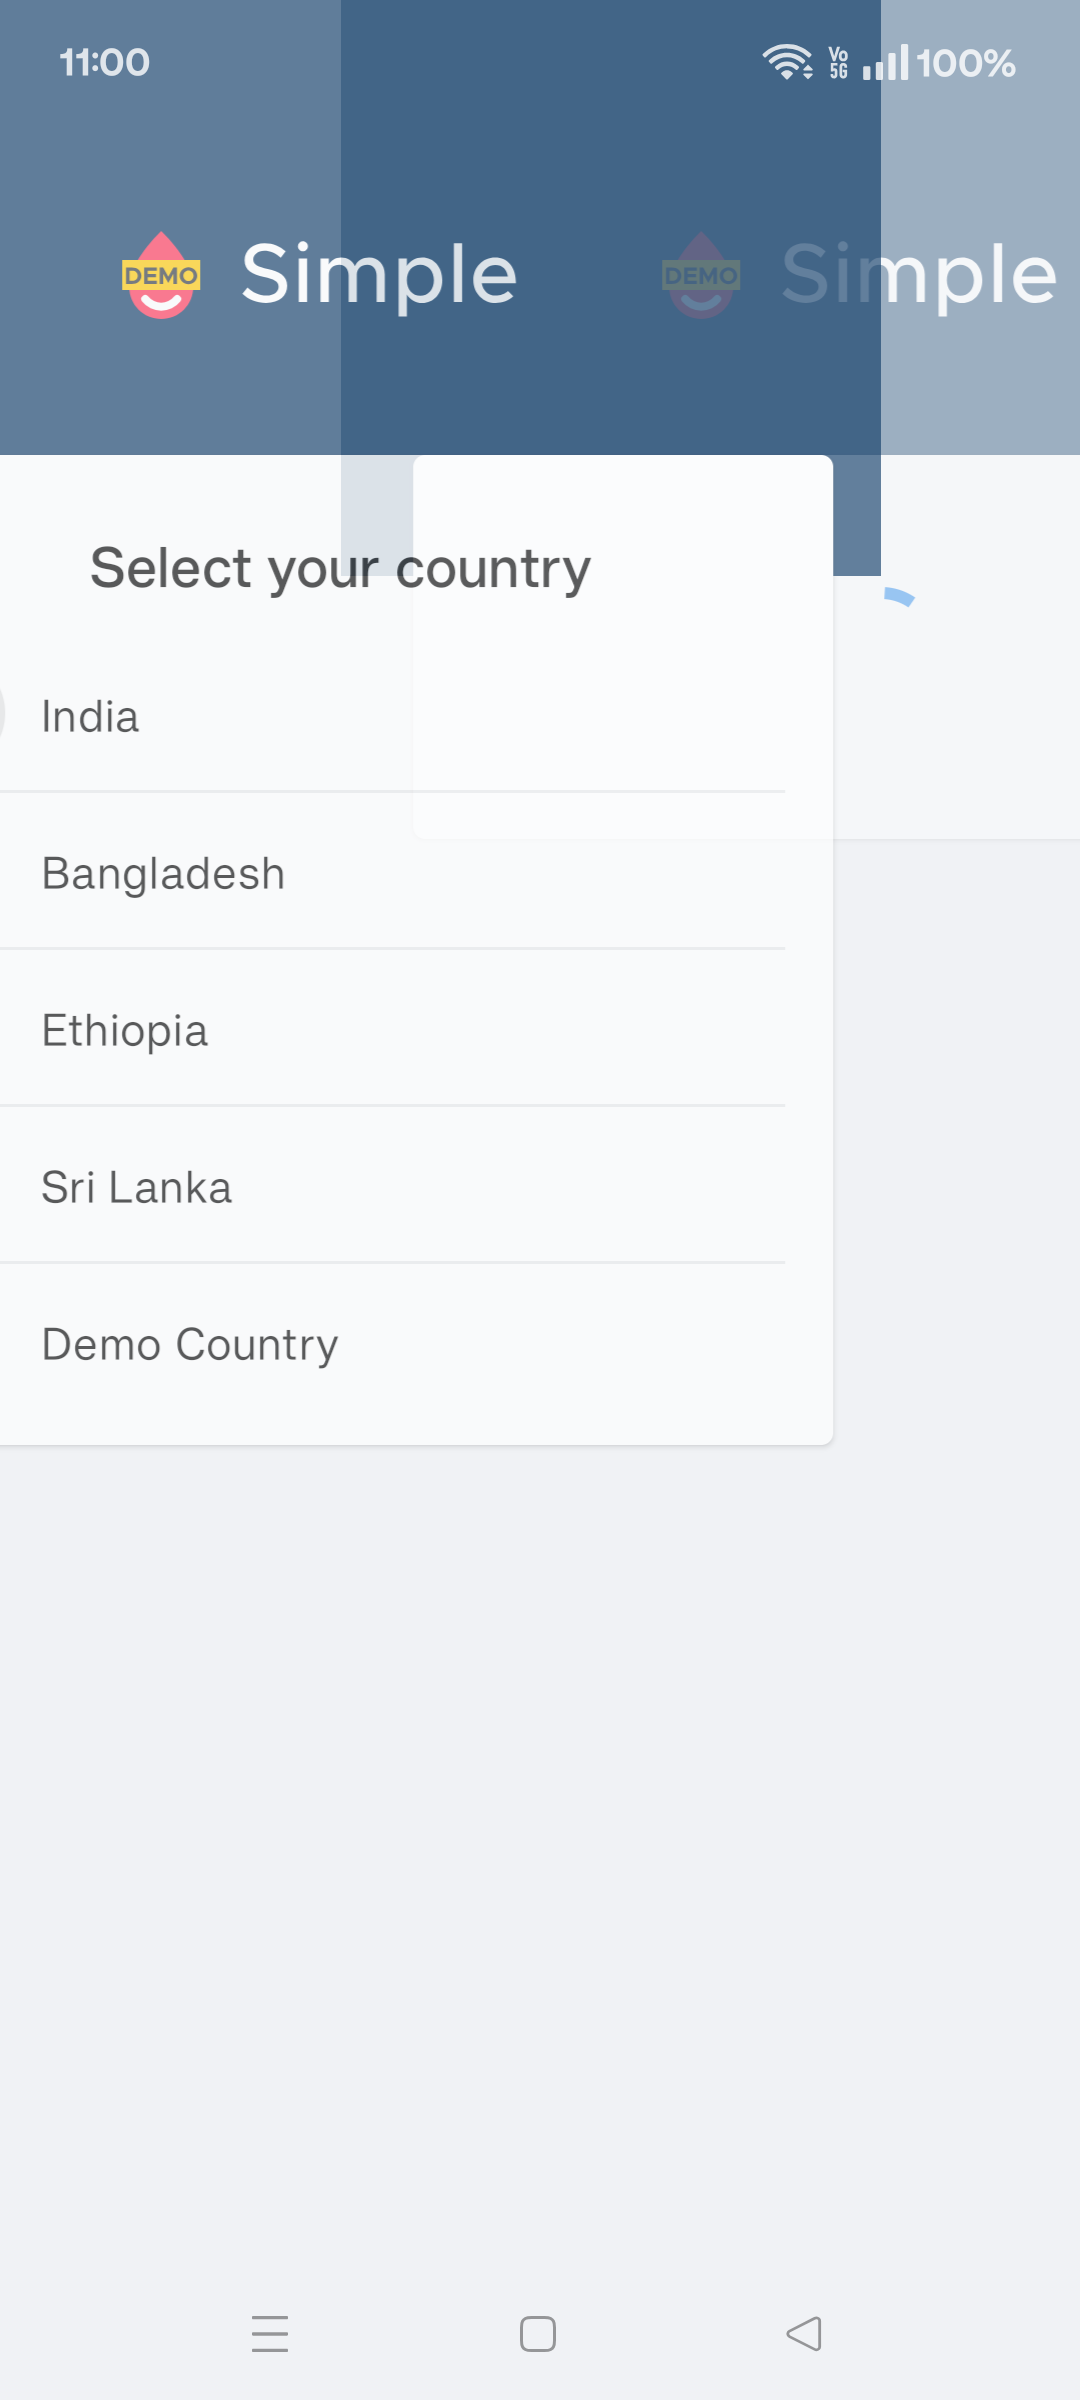 11:00 Vo 5G 100%
DEMO Simple DEMO Simple
Select your country
India
Bangladesh
Ethiopia
Sri Lanka
Demo Country